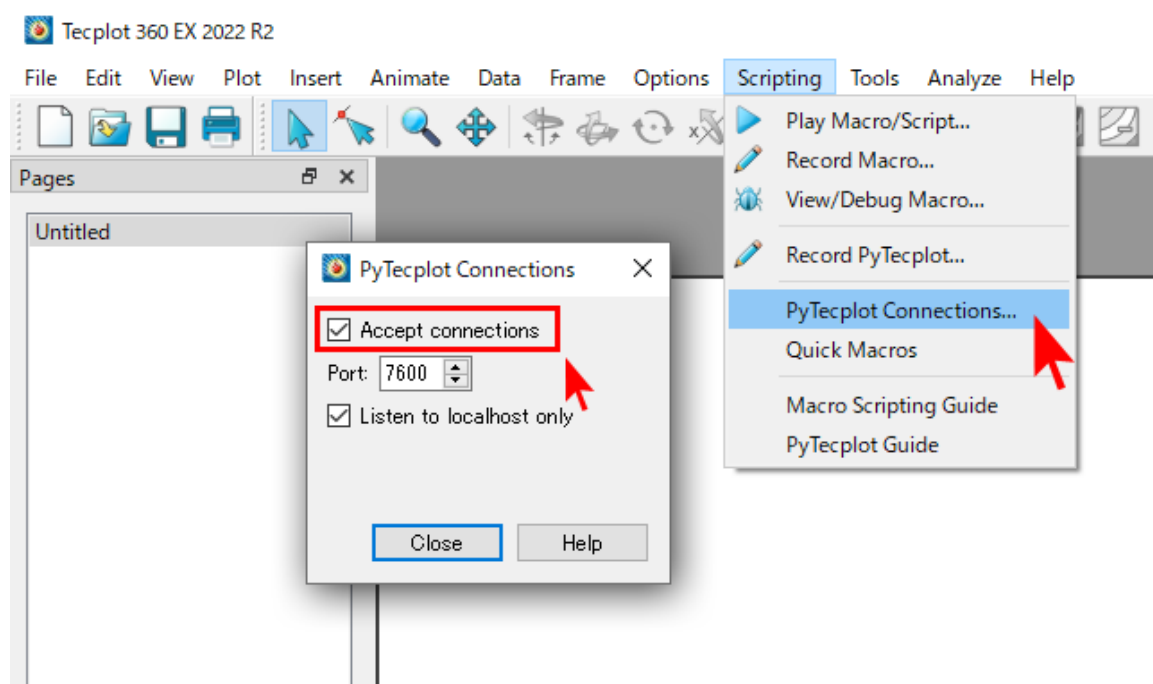 Tecplot 360 EX 2022 R2
File Edit View Plot Insert Animate Data Frame Options Scripting Tools Analyze Help
Play Macro/Script...
Record Macro...
View/Debug Macro...
Record PyTecplot...
PyTecplot Connections...
Quick Macros
Macro Scripting Guide
PyTecplot Guide
Pages
Untitled
PyTecplot Connections
Accept connections
Port: 7600
Listen to localhost only
Close Help